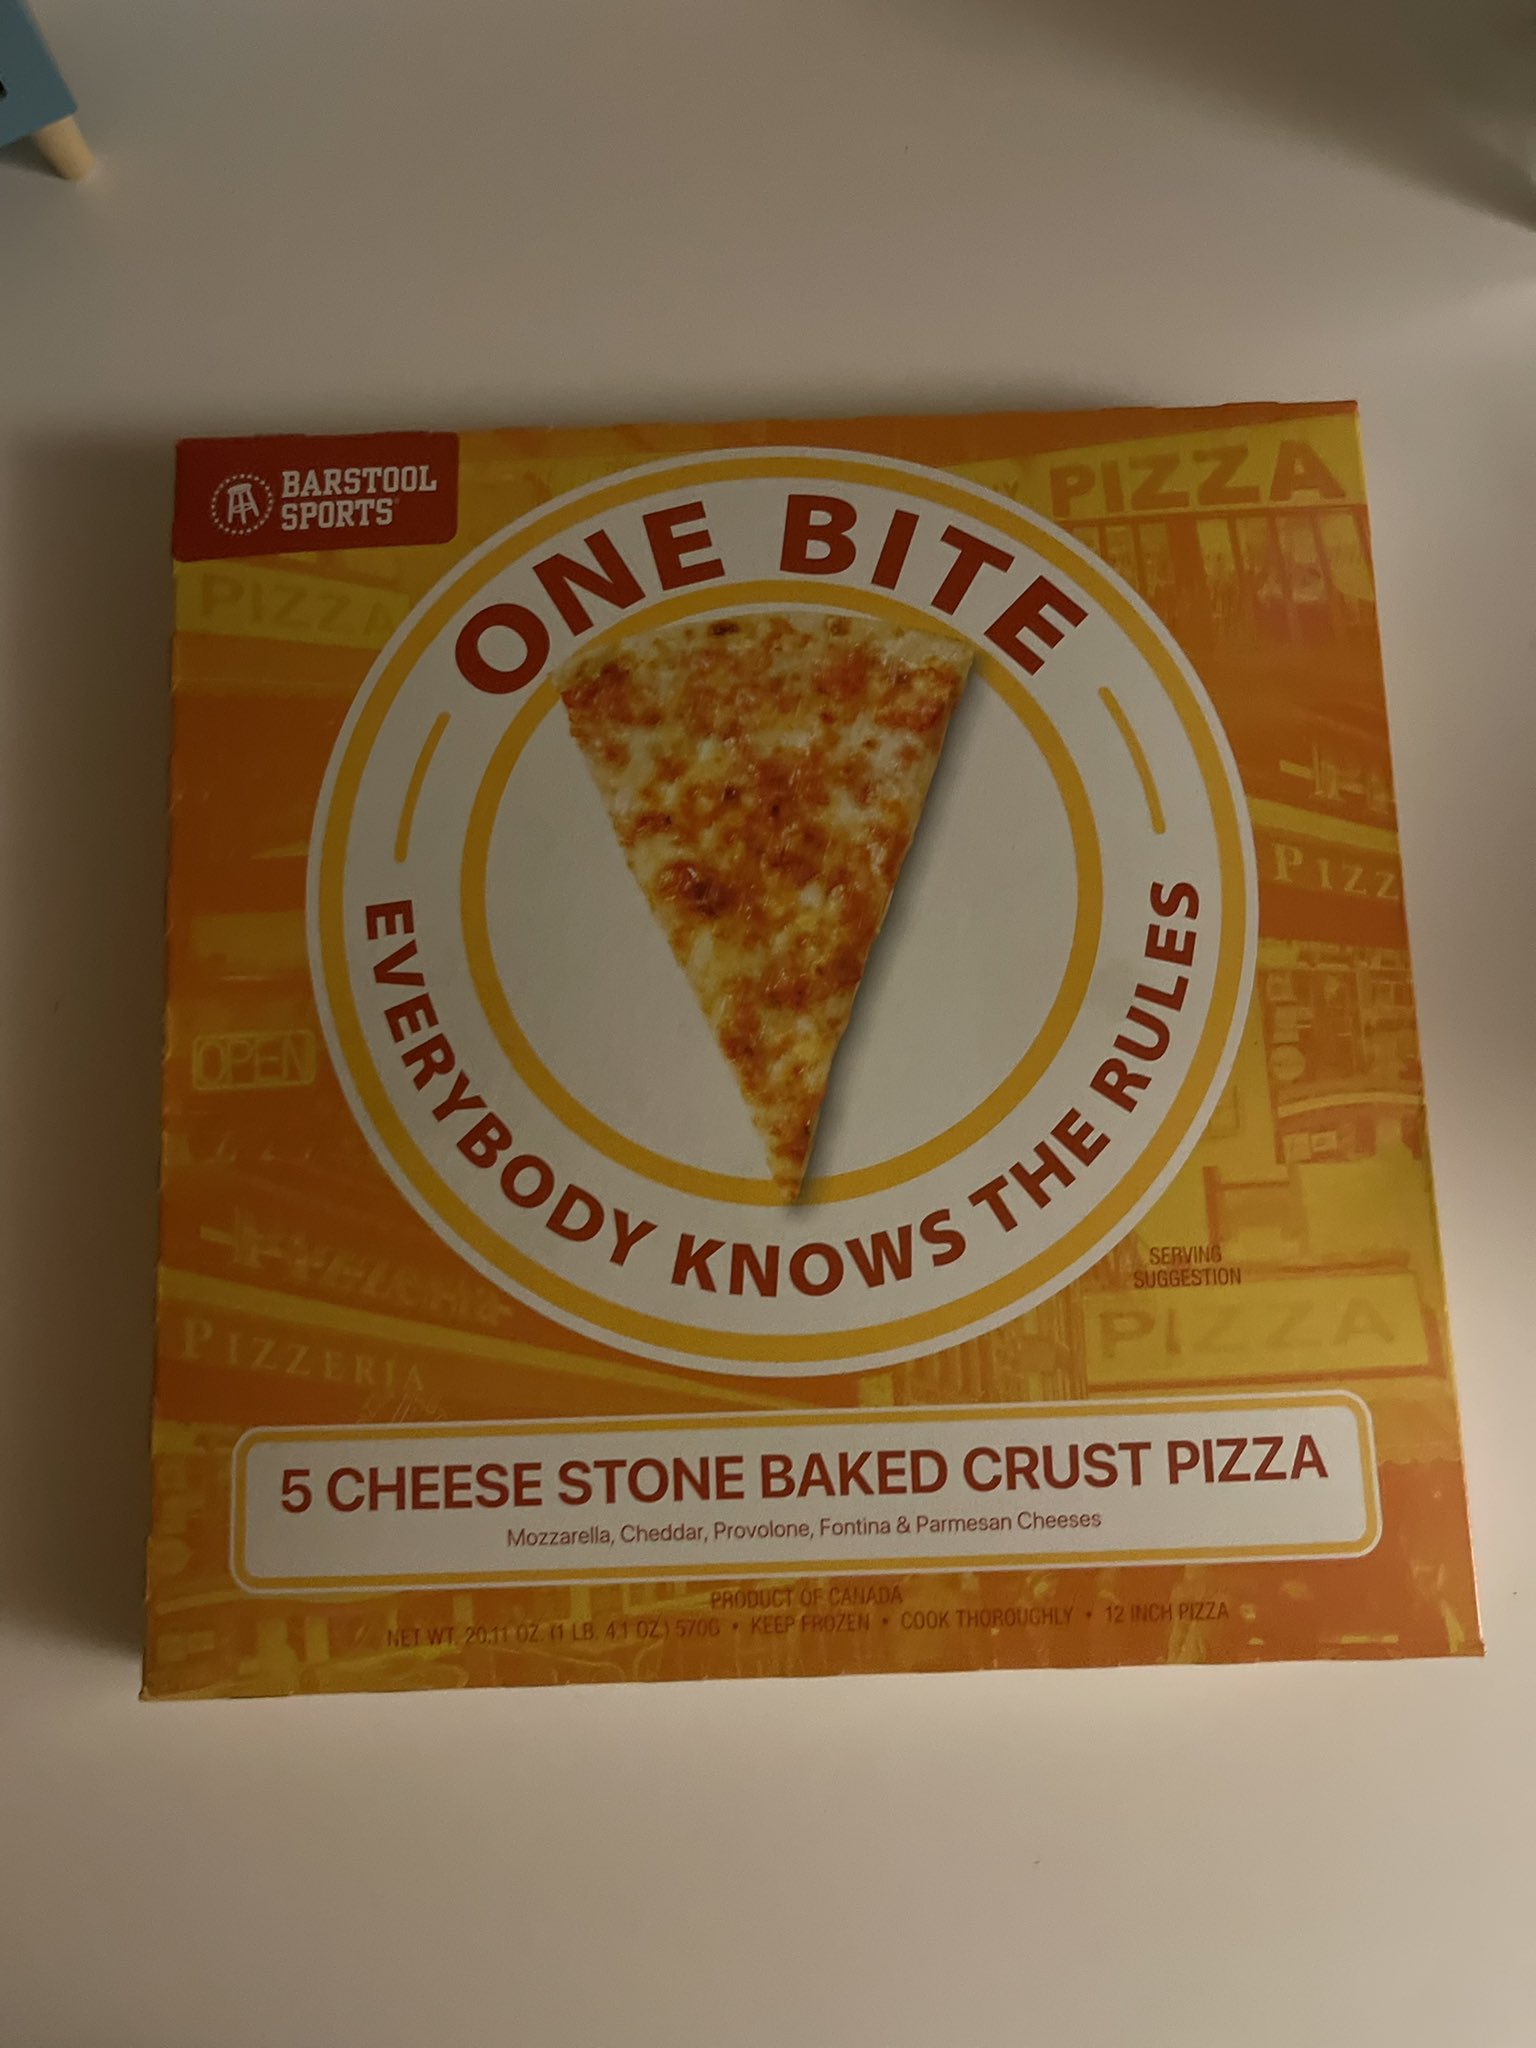 BARSTOOL
SPORTS
PIZZA
PIZZA
ONE BITE
EVERYBODY KNOWS THE RULES
PIZZ
OPEN
SERVING
SUGGESTION
PIZZA
PIZZERIA
5 CHEESE STONE BAKED CRUST PIZZA
Mozzarella, Cheddar, Provolone, Fontina & Parmesan Cheeses
PRODUCT OF CANADA
NET WT. 20.11 OZ. (1 LB. 4.1 OZ.) 570G • KEEP FROZEN • COOK THOROUGHLY • 12 INCH PIZZA